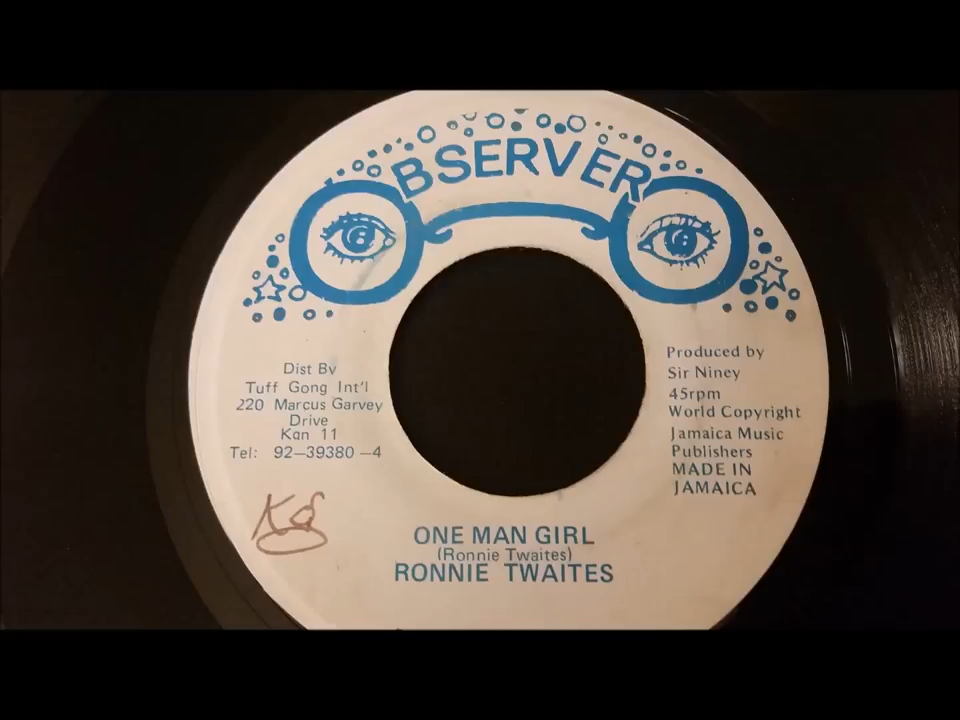 OBSERVER
Dist By
Tuff Gong Int'l
220 Marcus Garvey
Drive
Kgn 11
Tel: 92-39380-4
Produced by
Sir Niney
45rpm
World Copyright
Jamaica Music
Publishers
MADE IN
JAMAICA
ONE MAN GIRL
(Ronnie Twaites)
RONNIE TWAITES